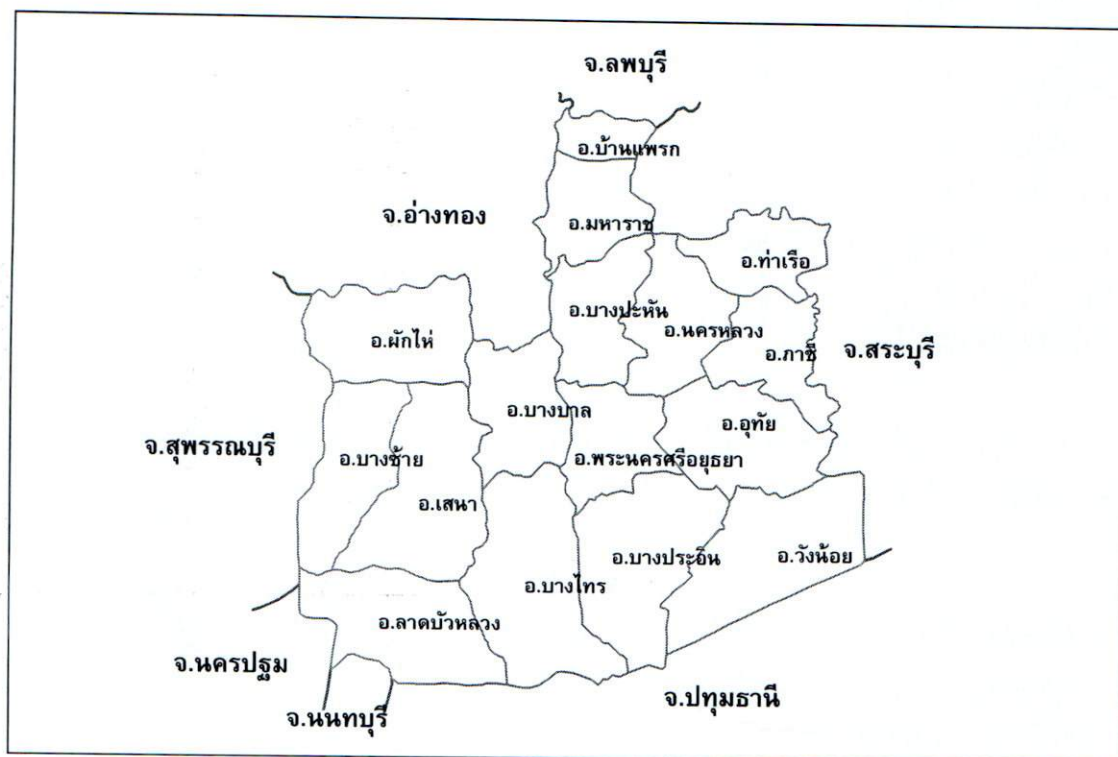 จ.ลพบุรี
อ.บ้านแพรก
จ.อ่างทอง
อ.มหาราช
อ.ท่าเรือ
อ.บางปะหัน
อ.นครหลวง
อ.ผักไห่
อ.ภาชี
จ.สระบุรี
อ.บางบาล
อ.อุทัย
จ.สุพรรณบุรี
อ.บางซ้าย
อ.พระนครศรีอยุธยา
อ.เสนา
อ.บางประอิน
อ.วังน้อย
อ.บางไทร
อ.ลาดบัวหลวง
จ.นครปฐม
จ.ปทุมธานี
จ.นนทบุรี